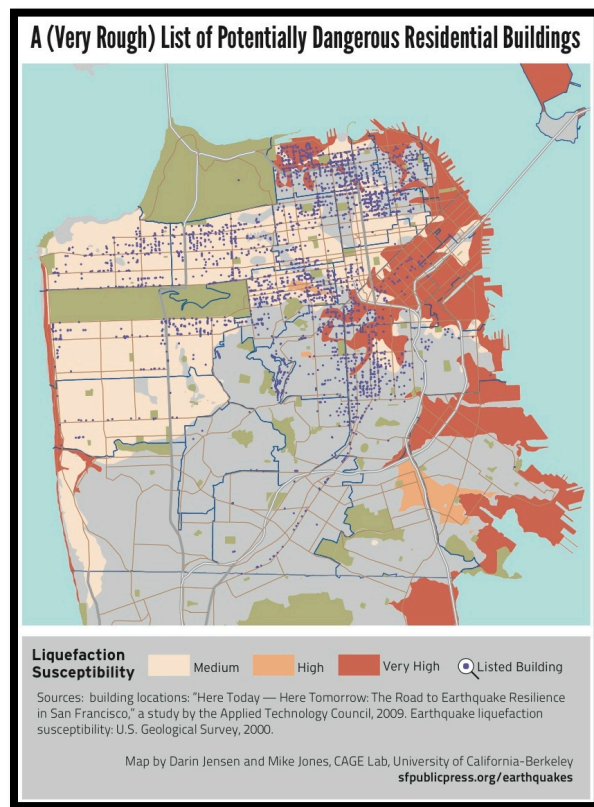 A (Very Rough) List of Potentially Dangerous Residential Buildings
Liquefaction
Susceptibility
Medium
High
Very High
Listed Building
Sources: building locations: “Here Today — Here Tomorrow: The Road to Earthquake Resilience
in San Francisco,” a study by the Applied Technology Council, 2009. Earthquake liquefaction
susceptibility: U.S. Geological Survey, 2000.
Map by Darin Jensen and Mike Jones, CAGE Lab, University of California-Berkeley
sfpublicpress.org/earthquakes